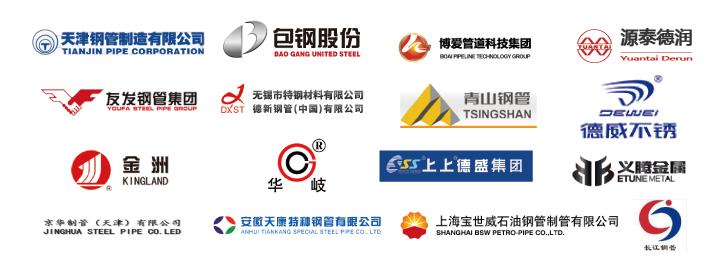 天津钢管制造有限公司
TIANJIN PIPE CORPORATION
包钢股份
BAO GANG UNITED STEEL
博爱管道科技集团
BOAI PIPELINE TECHNOLOGY GROUP
YUANTAI
源泰德润
Yuantai Derun
友发钢管集团
YOUFA STEEL PIPE GROUP
DXST
无锡市特钢材料有限公司
德新钢管(中国)有限公司
青山钢管
TSINGSHAN
®
DEWEI
德威不锈
®
金洲
KINGLAND
®
华岐
ESS
上上德盛集团
义腾金属
ETUNE METAL
京华制管（天津）有限公司
JINGHUA STEEL PIPE CO.LED
安徽天康特种钢管有限公司
ANHUI TIANKANG SPECIAL STEEL PIPE CO., LTD.
上海宝世威石油钢管制管有限公司
SHANGHAI BSW PETRO-PIPE CO.,LTD.
长江钢管